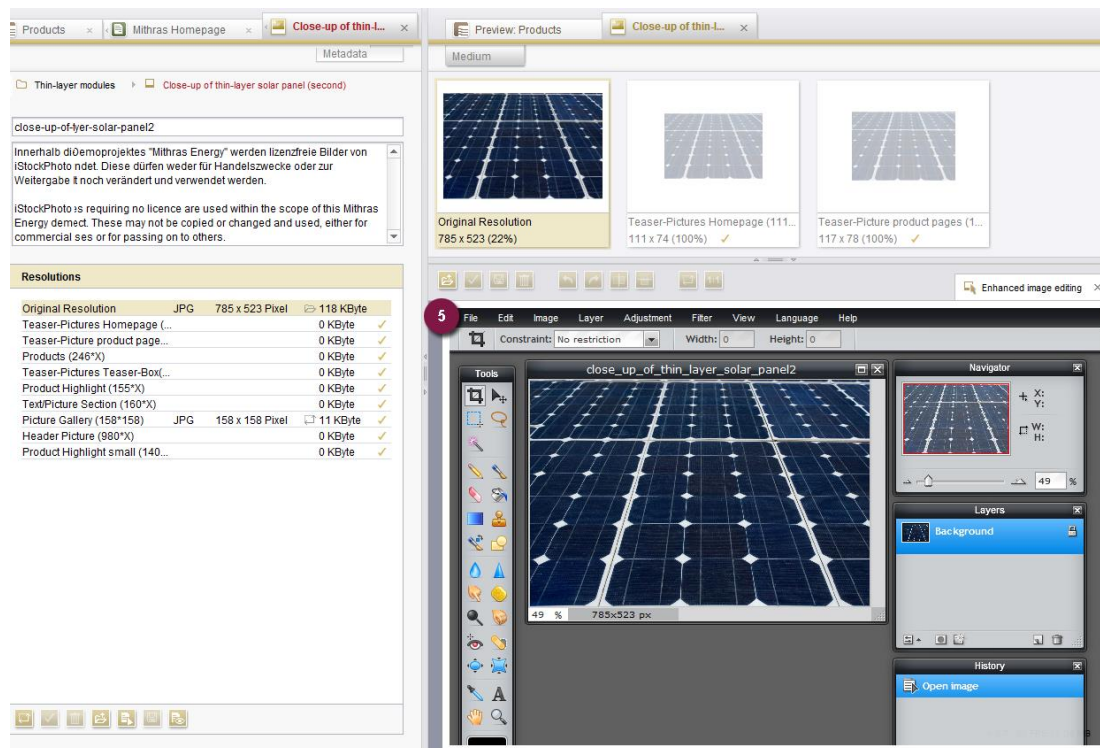 Products
Mithras Homepage
Close-up of thin-l...
Metadata
Thin-layer modules
Close-up of thin-layer solar panel (second)
close-up-of-fyer-solar-panel2
Innerhalb diDemoprojektes "Mithras Energy" werden lizenzfreie Bilder von
iStockPhoto ndet. Diese dürfen weder für Handelszwecke oder zur
Weitergabe lt noch verändert und verwendet werden.
iStockPhoto es requiring no licence are used within the scope of this Mithras
Energy demect. These may not be copied or changed and used, either for
commercial ses or for passing on to others.
Resolutions
Original Resolution JPG 785 x 523 Pixel 118 KByte
Teaser-Pictures Homepage (... 0 KByte
Teaser-Picture product page... 0 KByte
Products (246*X) 0 KByte
Teaser-Pictures Teaser-Box(... 0 KByte
Product Highlight (155*X) 0 KByte
Text/Picture Section (160*X) 0 KByte
Picture Gallery (158*158) JPG 158 x 158 Pixel 11 KByte
Header Picture (980*X) 0 KByte
Product Highlight small (140... 0 KByte
Preview: Products
Close-up of thin-l...
Medium
Original Resolution
785 x 523 (22%)
Teaser-Pictures Homepage (111...
111 x 74 (100%)
Teaser-Picture product pages (1...
117 x 78 (100%)
1:1
Enhanced image editing
5
File Edit Image Layer Adjustment Filter View Language Help
Constraint: No restriction Width: 0 Height: 0
Tools
close_up_of_thin_layer_solar_panel2
49 % 785x523 px
Navigator
X:
Y:
W:
H:
49 %
Layers
Background
History
Open image